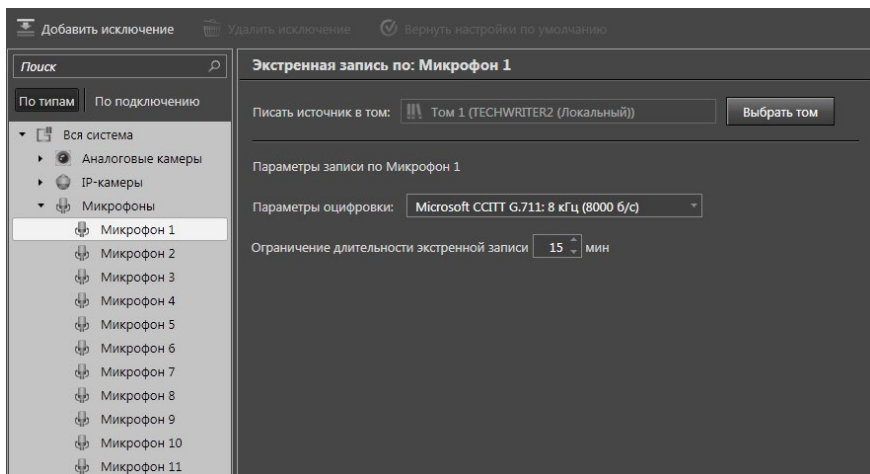 Добавить исключение
Удалить исключение
Вернуть настройки по умолчанию
Поиск
По типам
По подключению
Вся система
Аналоговые камеры
IP-камеры
Микрофоны
Микрофон 1
Микрофон 2
Микрофон 3
Микрофон 4
Микрофон 5
Микрофон 6
Микрофон 7
Микрофон 8
Микрофон 9
Микрофон 10
Микрофон 11
Экстренная запись по: Микрофон 1
Писать источник в том: Том 1 (TECHWRITER2 (Локальный)) Выбрать том
Параметры записи по Микрофон 1
Параметры оцифровки: Microsoft CCITT G.711: 8 кГц (8000 б/с)
Ограничение длительности экстренной записи 15 мин